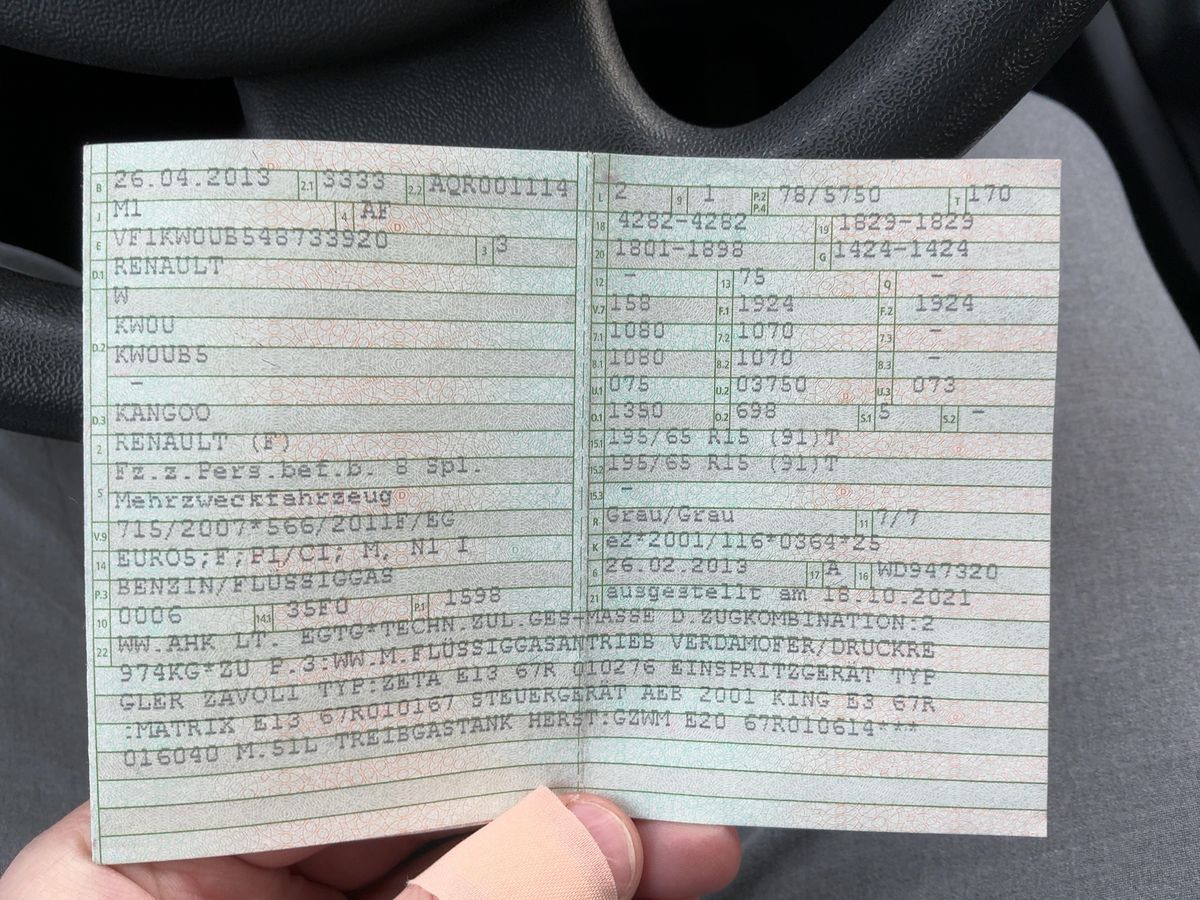 B 26.04.2013 2.1 3333 2.2 AQR001114
J M1 4 AF
E VF1KW0UB548733920 3 3
D.1 RENAULT
W
D.2 KW0U
KW0UB5
-
D.3 KANGOO
2 RENAULT (F)
5 Fz.z.Pers.bef.b. 8 Spl.
Mehrzweckfahrzeug
V.9 715/2007*566/2011F/EG
14 EURO5;F;PI/CI; M, N1 I
P.3 BENZIN/FLÜSSIGGAS
10 0006 14.1 35F0 P.1 1598
L 2 9 1 P.2 P.4 78/5750 T 170
18 4282-4282 19 1829-1829
20 1801-1898 G 1424-1424
12 - 13 75 Q -
V.7 158 F.1 1924 F.2 1924
7.1 1080 7.2 1070 7.3 -
8.1 1080 8.2 1070 8.3 -
U.1 075 U.2 03750 U.3 073
O.1 1350 O.2 698 S.1 5 S.2 -
15.1 195/65 R15 (91)T
15.2 195/65 R15 (91)T
15.3 -
R Grau/Grau 11 7/7
K e2*2001/116*0364*25
6 26.02.2013 17 A 16 WD947320
21 ausgestellt am 18.10.2021
22 WW.AHK LT. EGTG*TECHN.ZUL.GES-MASSE D.ZUGKOMBINATION:2
974KG*ZU P.3:WW.M.FLÜSSIGGASANTRIEB VERDAMOFER/DRUCKRE
GLER ZAVOLI TYP:ZETA E13 67R 010276 EINSPRITZGERÄT TYP
:MATRIX E13 67R010167 STEUERGERÄT AEB 2001 KING E3 67R
016040 M.51L TREIBGASTANK HERST:GZWM E20 67R010614***